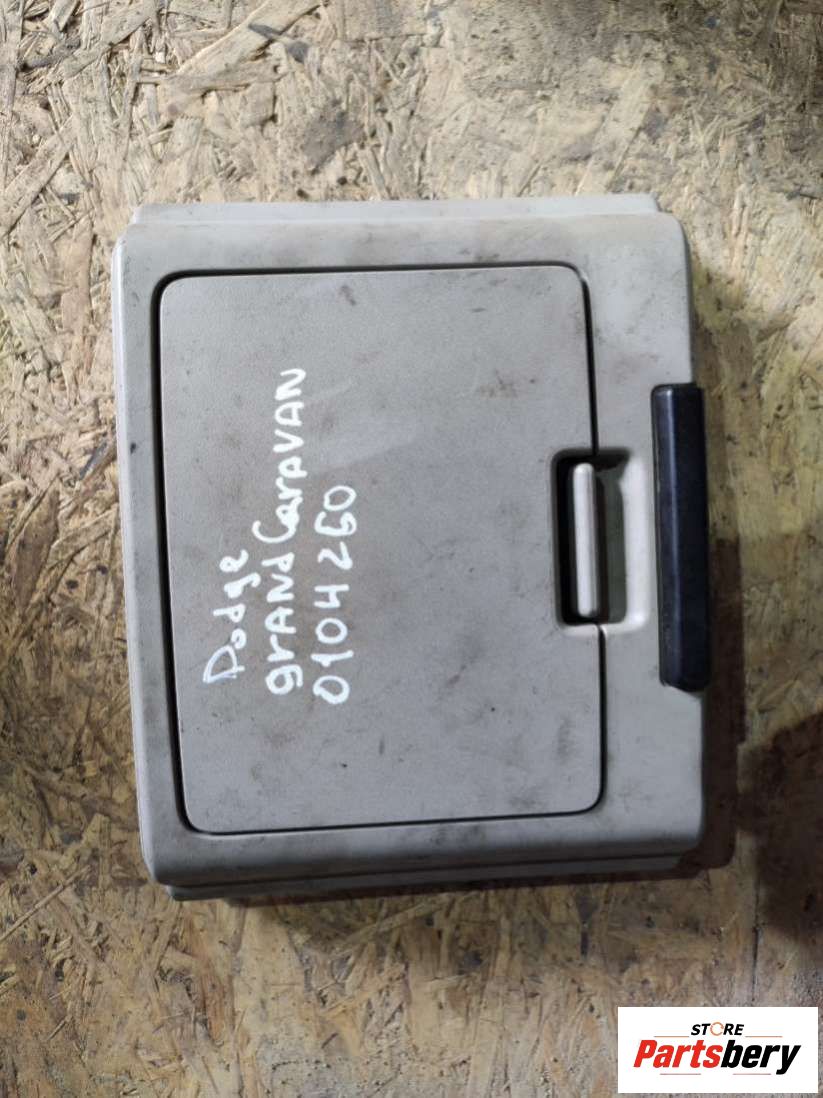 Dodge
grANd CarAVAN
0104260
STORE
Partsbery